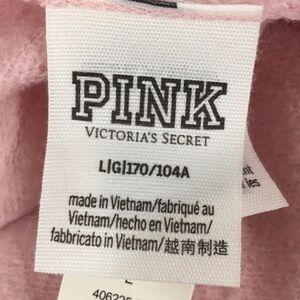 PINK
VICTORIA'S SECRET
L|G|170/104A
made in Vietnam/fabriqué au
Vietnam/hecho en Vietnam/
fabbricato in Vietnam/越南制造
les
L